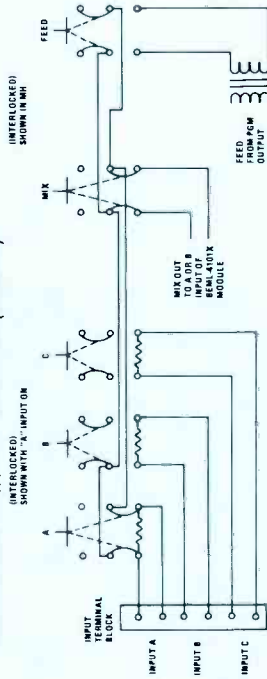 (INTERLOCKED)
SHOWN WITH "A" INPUT ON
(INTERLOCKED)
SHOWN IN MIX
A
B
C
MIX
FEED
INPUT
TERMINAL
BLOCK
INPUT A
INPUT B
INPUT C
MIX OUT
TO A OR B
INPUT OF
BEML-4101X
MODULE
FEED
FROM PGM
OUTPUT